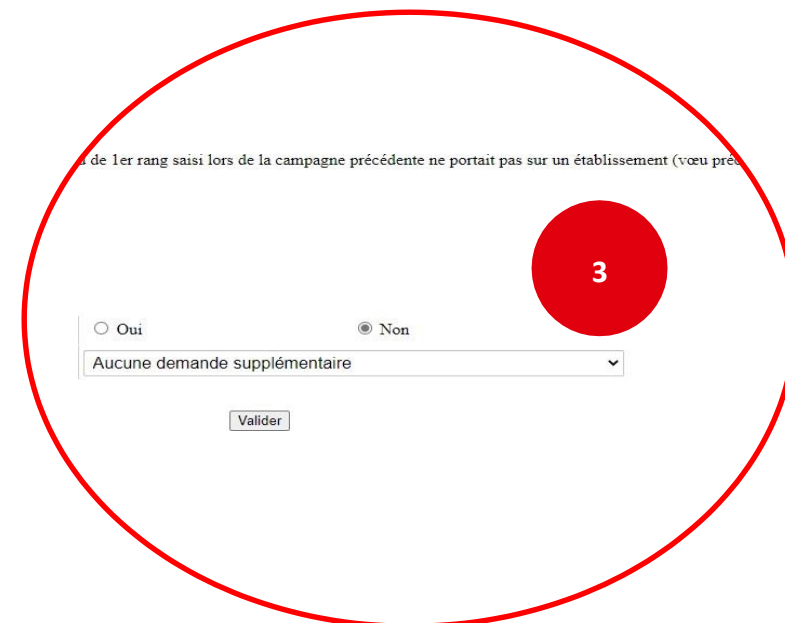 de 1er rang saisi lors de la campagne précédente ne portait pas sur un établissement (vœu
3
Oui Non
Aucune demande supplémentaire
Valider